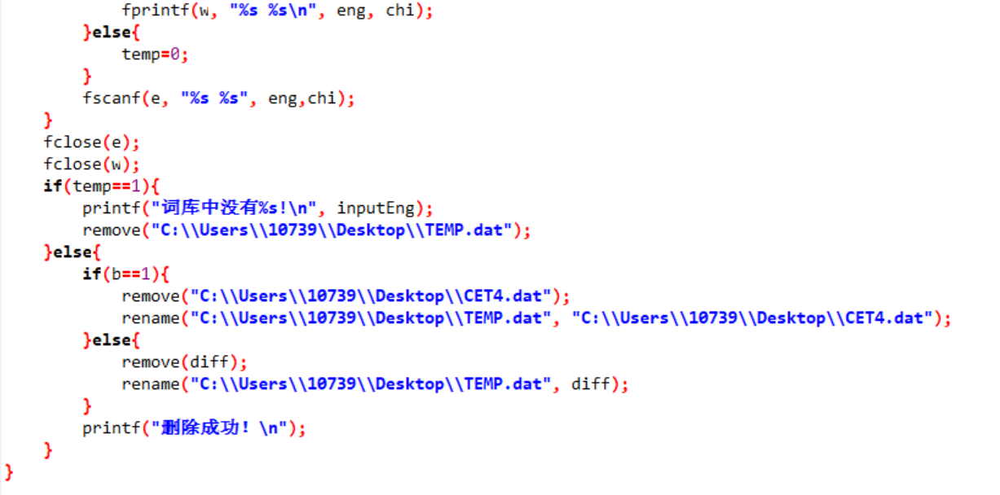 fprintf(w, "%s %s\n", eng, chi);
}else{
temp=0;
}
fscanf(e, "%s %s", eng,chi);
}
fclose(e);
fclose(w);
if(temp==1){
printf("词库中没有%s!\n", inputEng);
remove("C:\\Users\\10739\\Desktop\\TEMP.dat");
}else{
if(b==1){
remove("C:\\Users\\10739\\Desktop\\CET4.dat");
rename("C:\\Users\\10739\\Desktop\\TEMP.dat", "C:\\Users\\10739\\Desktop\\CET4.dat");
}else{
remove(diff);
rename("C:\\Users\\10739\\Desktop\\TEMP.dat", diff);
}
printf("删除成功！\n");
}
}